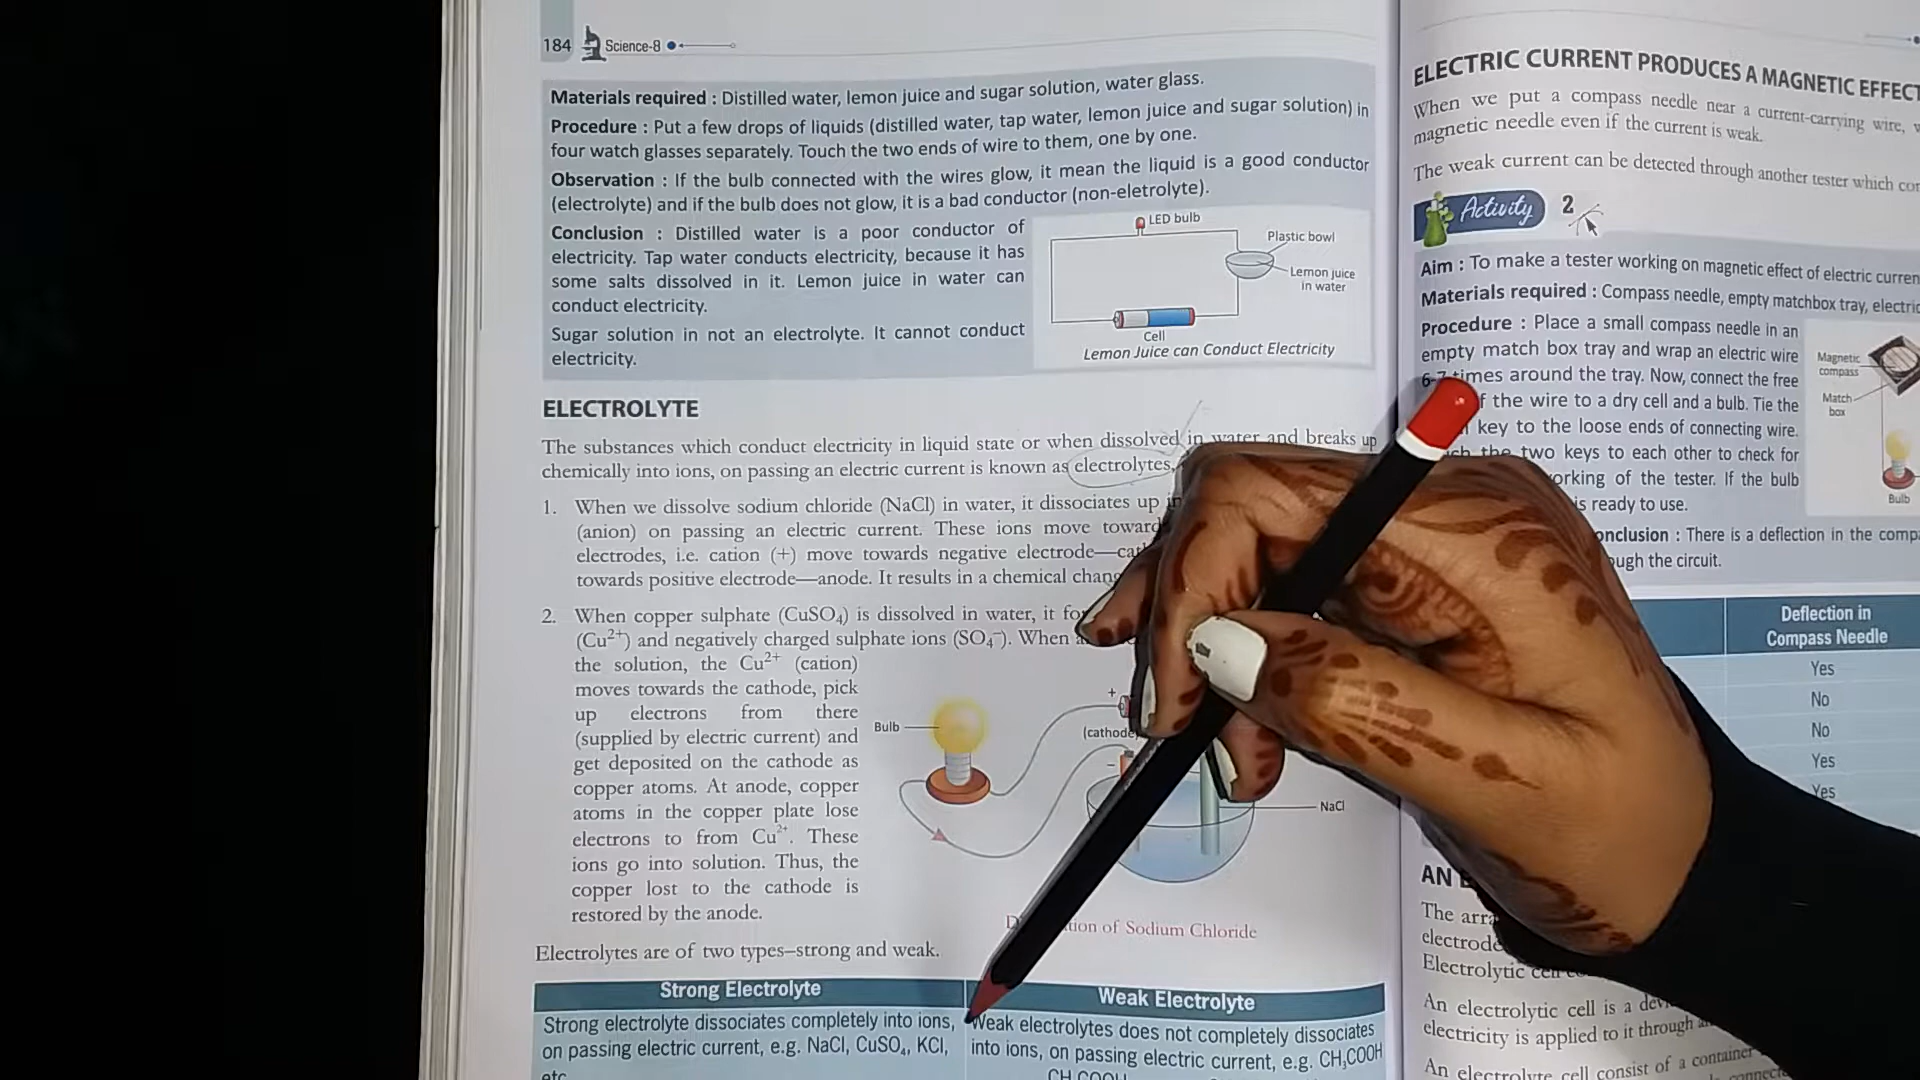 184 Science-8
Materials required : Distilled water, lemon juice and sugar solution, water glass.
Procedure : Put a few drops of liquids (distilled water, tap water, lemon juice and sugar solution) in
four watch glasses separately. Touch the two ends of wire to them, one by one.
Observation : If the bulb connected with the wires glow, it mean the liquid is a good conductor
(electrolyte) and if the bulb does not glow, it is a bad conductor (non-eletrolyte).
Conclusion : Distilled water is a poor conductor of
electricity. Tap water conducts electricity, because it has
some salts dissolved in it. Lemon juice in water can
conduct electricity.
Sugar solution in not an electrolyte. It cannot conduct
electricity.
LED bulb
Plastic bowl
Lemon juice
in water
Cell
Lemon Juice can Conduct Electricity
ELECTROLYTE
The substances which conduct electricity in liquid state or when dissolved in water and breaks up
chemically into ions, on passing an electric current is known as electrolytes,
1. When we dissolve sodium chloride (NaCl) in water, it dissociates up in
(anion) on passing an electric current. These ions move toward
electrodes, i.e. cation (+) move towards negative electrode—
towards positive electrode—anode. It results in a chemical
2. When copper sulphate (CuSO₄) is dissolved in water, it
(Cu²⁺) and negatively charged sulphate ions (SO₄⁻). When
the solution, the Cu²⁺ (cation)
moves towards the cathode, pick
up electrons from there
(supplied by electric current) and
get deposited on the cathode as
copper atoms. At anode, copper
atoms in the copper plate lose
electrons to from Cu²⁺. These
ions go into solution. Thus, the
copper lost to the cathode is
restored by the anode.
Bulb
+
(cathode)
−
NaCl
of Sodium Chloride
Electrolytes are of two types–strong and weak.
Strong Electrolyte
Strong electrolyte dissociates completely into ions,
on passing electric current, e.g. NaCl, CuSO₄, KCl,
etc.
Weak Electrolyte
Weak electrolytes does not completely dissociates
into ions, on passing electric current, e.g. CH₃COOH
ELECTRIC CURRENT PRODUCES A MAGNETIC EFFECT
When we put a compass needle near a current-carrying wire,
magnetic needle even if the current is weak.
The weak current can be detected through another tester which
Activity 2
Aim : To make a tester working on magnetic effect of electric
Materials required : Compass needle, empty matchbox tray,
Procedure : Place a small compass needle in an
empty match box tray and wrap an electric wire
6-7 times around the tray. Now, connect the free
of the wire to a dry cell and a bulb. Tie the
key to the loose ends of connecting wire.
the two keys to each other to check for
working of the tester. If the bulb
is ready to use.
Magnetic
compass
Match
box
Bulb
Conclusion : There is a deflection in the
through the circuit.
Deflection in
Compass Needle
Yes
No
No
Yes
Yes
AN
The
Electrolytic
An electrolytic cell is a
electricity is applied to it through
An electrolyte cell consist of a container